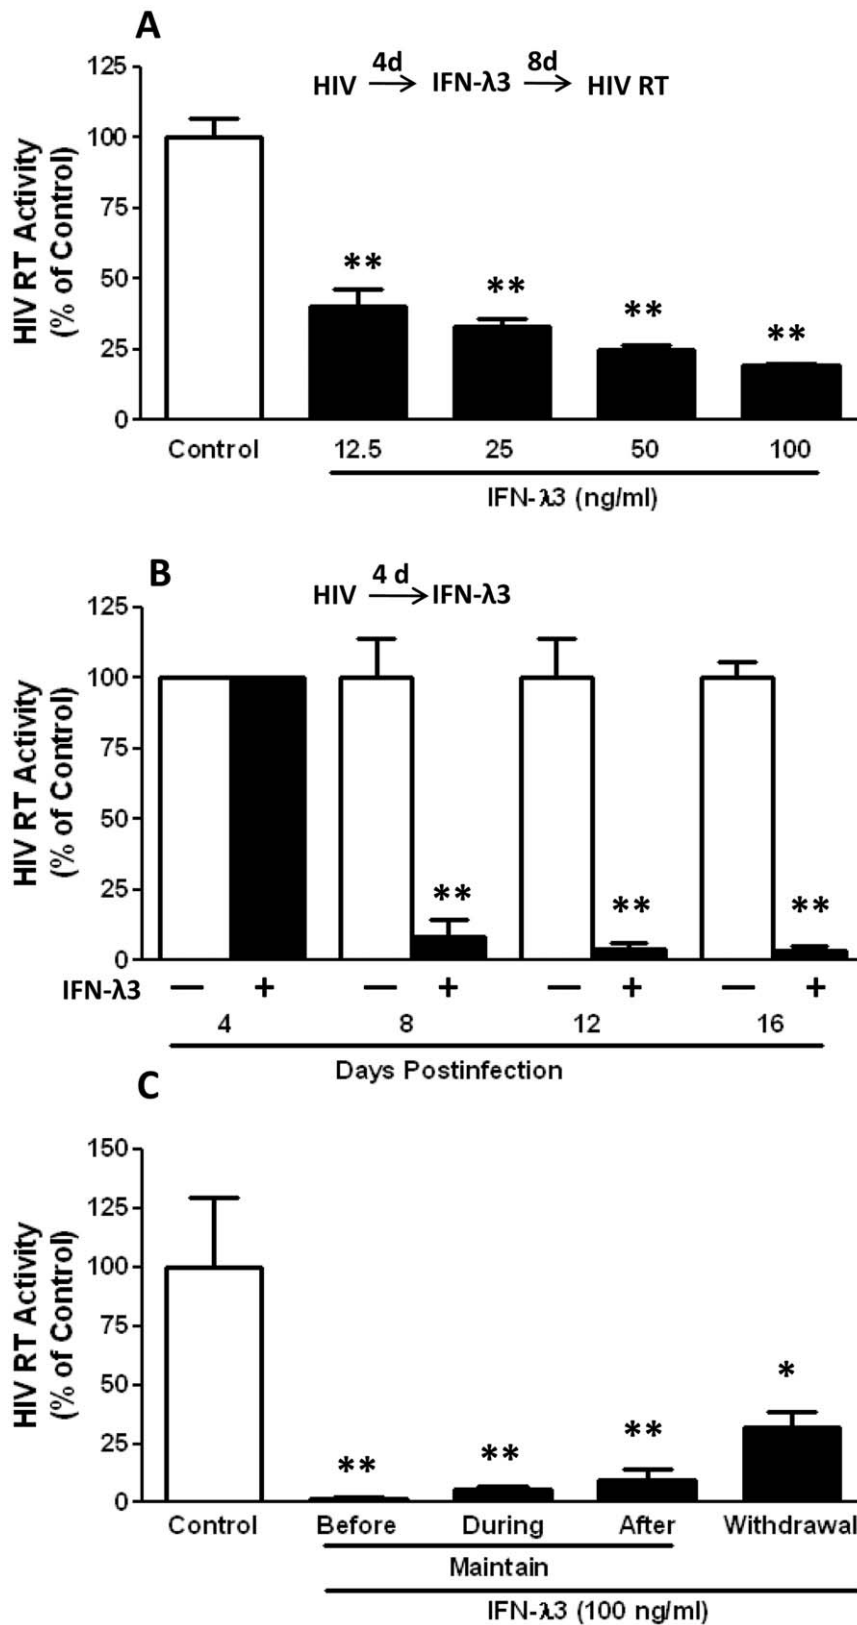 A
125
100
75
50
25
0
HIV RT Activity
(% of Control)
HIV 4d → IFN-λ3 8d → HIV RT
** ** ** **
Control 12.5 25 50 100
IFN-λ3 (ng/ml)
B
125
100
75
50
25
0
HIV RT Activity
(% of Control)
HIV 4 d → IFN-λ3
** ** **
IFN-λ3 — + — + — + — +
4 8 12 16
Days Postinfection
C
150
125
100
75
50
25
0
HIV RT Activity
(% of Control)
** ** ** *
Control Before During After Withdrawal
Maintain
IFN-λ3 (100 ng/ml)